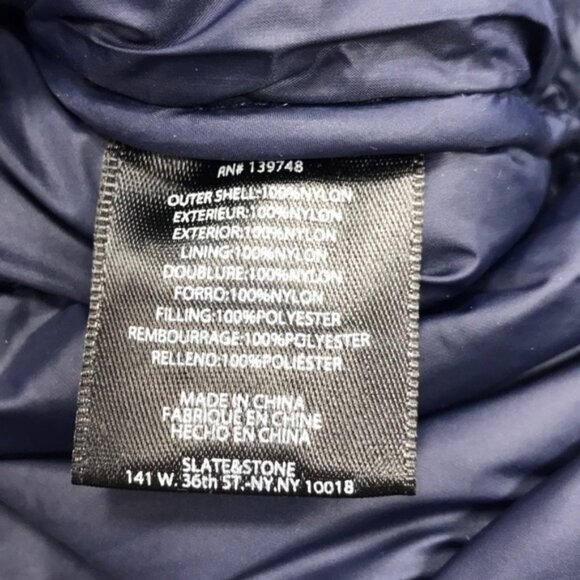 RN# 139748
OUTER SHELL:100%NYLON
EXTERIEUR:100%NYLON
EXTERIOR:100%NYLON
LINING:100%NYLON
DOUBLURE:100%NYLON
FORRO:100%NYLON
FILLING:100%POLYESTER
REMBOURRAGE:100%POLYESTER
RELLENO:100%POLIESTER
MADE IN CHINA
FABRIQUE EN CHINE
HECHO EN CHINA
SLATE&STONE
141 W. 36th ST.-NY.NY 10018